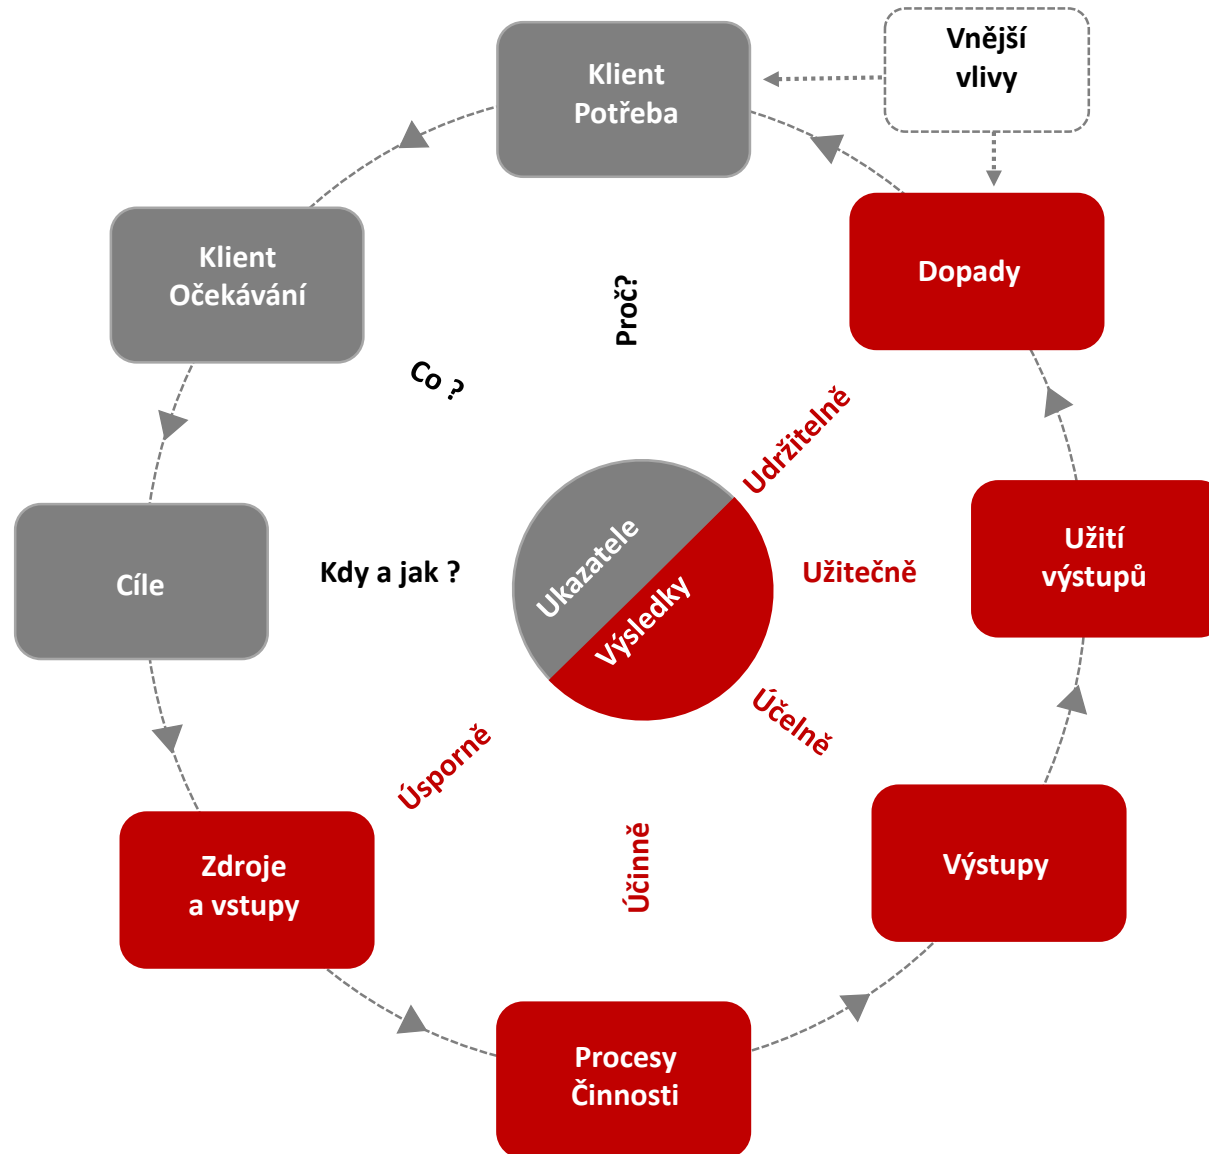 Klient
Potřeba
Vnější
vlivy
Klient
Očekávání
Dopady
Proč?
Co ?
Udržitelně
Cíle
Kdy a jak ?
Ukazatele
Výsledky
Užitečně
Užití
výstupů
Účelně
Úsporně
Zdroje
a vstupy
Účinně
Výstupy
Procesy
Činnosti